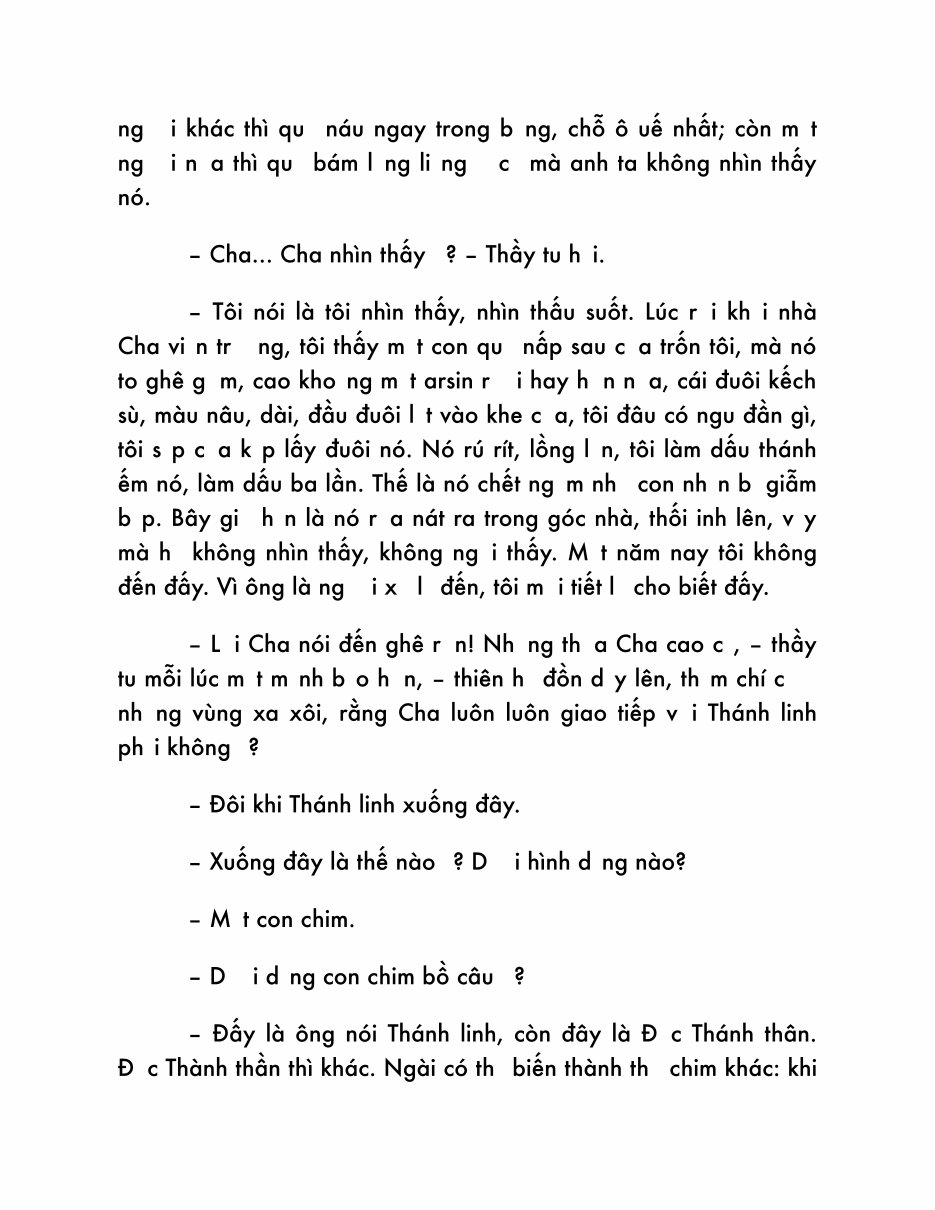 ng i khác thì qu náu ngay trong b ng, chỗ ô uế nhất; còn m t
ng i n a thì qu bám l ng li ng c mà anh ta không nhìn thấy
nó.
– Cha... Cha nhìn thấy ? – Thầy tu h i.
– Tôi nói là tôi nhìn thấy, nhìn thấu suốt. Lúc r i kh i nhà
Cha vi n tr ng, tôi thấy m t con qu nấp sau c a trốn tôi, mà nó
to ghê g m, cao kho ng m t arsin r i hay h n n a, cái đuôi kếch
sù, màu nâu, dài, đầu đuôi l t vào khe c a, tôi đâu có ngu đần gì,
tôi s p c a k p lấy đuôi nó. Nó rú rít, lồng l n, tôi làm dấu thánh
ếm nó, làm dấu ba lần. Thế là nó chết ng m nh con nh n b giẫm
b p. Bây gi h n là nó r a nát ra trong góc nhà, thối inh lên, v y
mà h không nhìn thấy, không ng i thấy. M t năm nay tôi không
đến đấy. Vì ông là ng i x l đến, tôi m i tiết l cho biết đấy.
– L i Cha nói đến ghê r n! Nh ng th a Cha cao c , – thầy
tu mỗi lúc m t m nh b o h n, – thiên h đồn d y lên, th m chí c
nh ng vùng xa xôi, rằng Cha luôn luôn giao tiếp v i Thánh linh
ph i không ?
– Đôi khi Thánh linh xuống đây.
– Xuống đây là thế nào ? D i hình d ng nào?
– M t con chim.
– D i d ng con chim bồ câu ?
– Đấy là ông nói Thánh linh, còn đây là Đ c Thánh thân.
Đ c Thành thần thì khác. Ngài có th biến thành th chim khác: khi